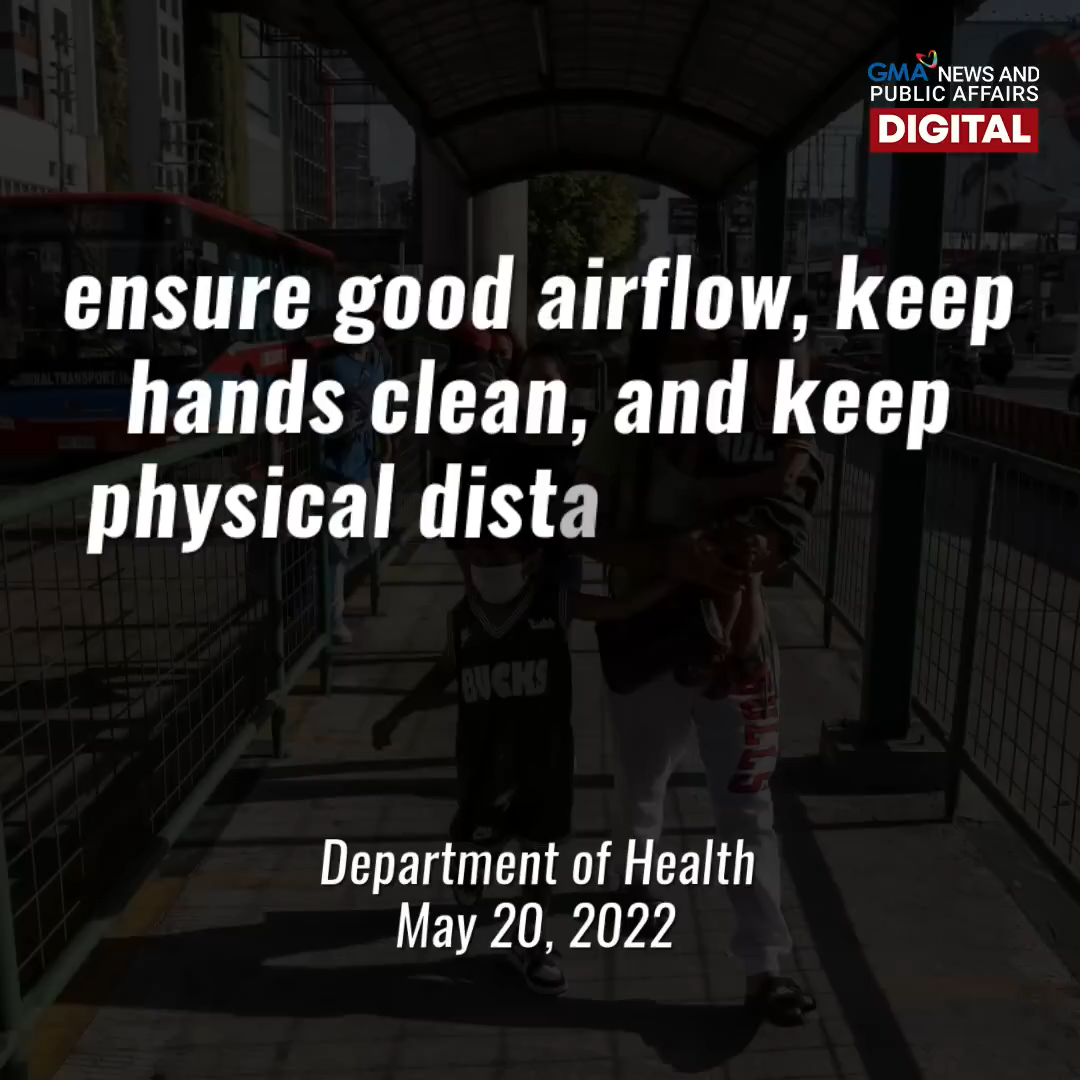 GMA NEWS AND
PUBLIC AFFAIRS
DIGITAL
ensure good airflow, keep
hands clean, and keep
physical dista
BUCKS
Department of Health
May 20, 2022